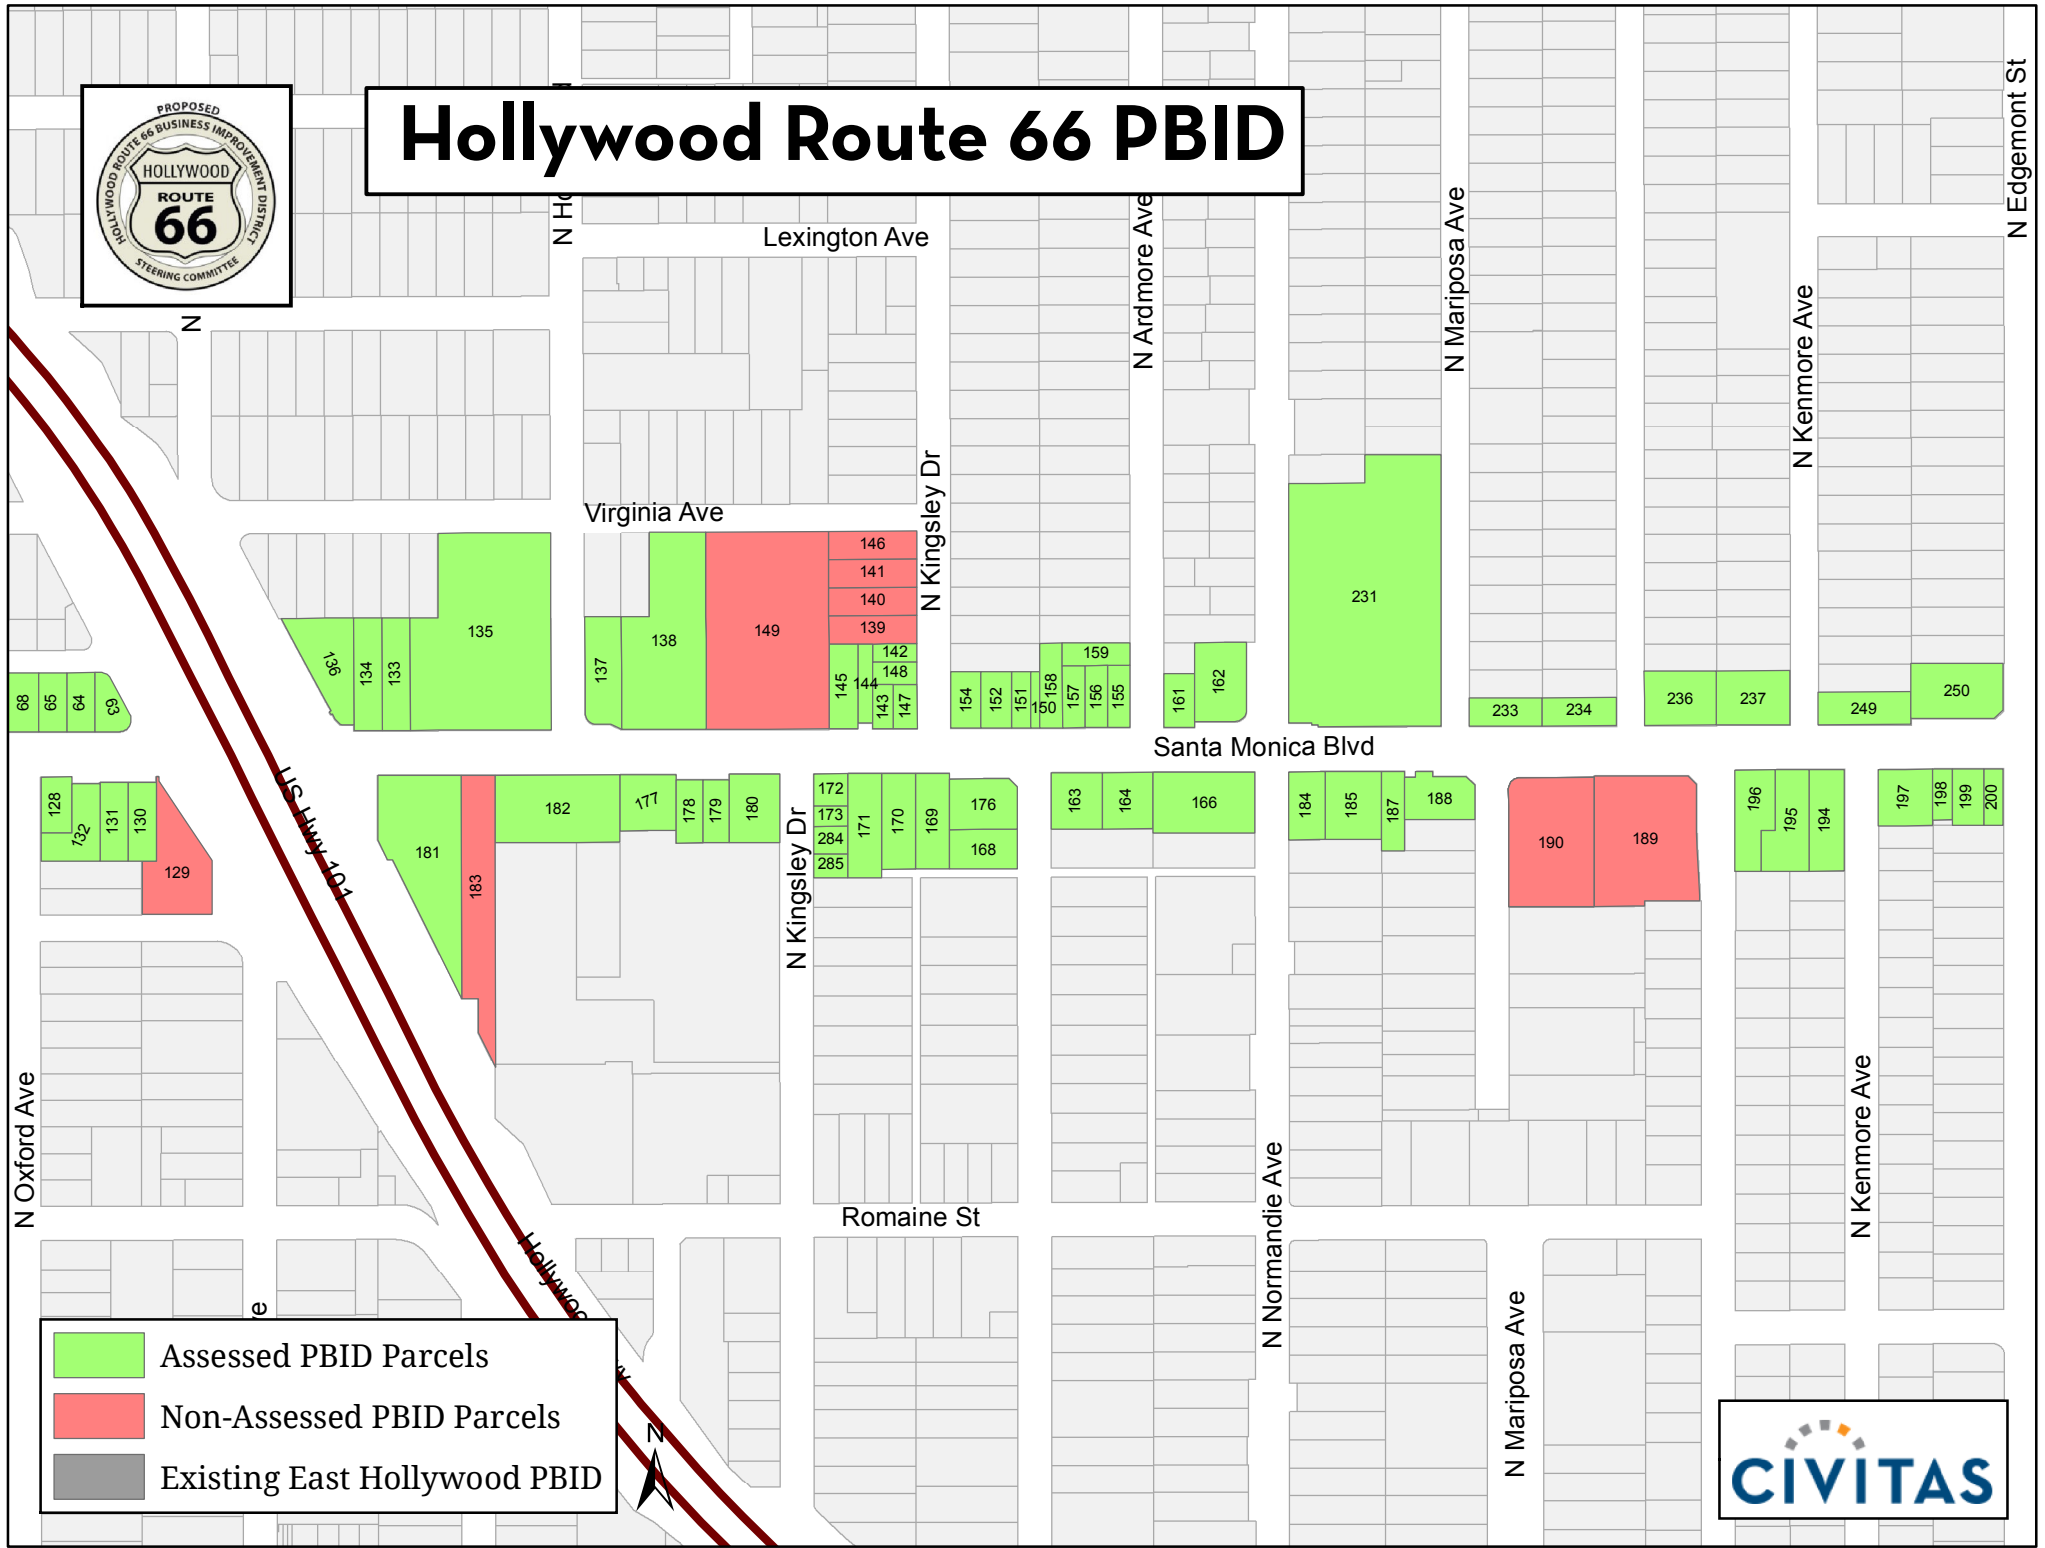 Hollywood Route 66 PBID
PROPOSED
HOLLYWOOD ROUTE 66 BUSINESS IMPROVEMENT DISTRICT
HOLLYWOOD
ROUTE
66
STEERING COMMITTEE
N
N Ho
Lexington Ave
N Ardmore Ave
N Mariposa Ave
N Edgemont St
N Kenmore Ave
Virginia Ave
N Kingsley Dr
146
141
140
139
149
138
137
135
136
134
133
142
148
145
144
143
147
154
152
151
150
158
159
157
156
155
161
162
231
233
234
236
237
249
250
68
65
64
63
Santa Monica Blvd
128
132
131
130
129
US Hwy 101
181
183
182
177
178
179
180
N Kingsley Dr
172
173
284
285
171
170
169
176
168
163
164
166
184
185
187
188
190
189
196
195
194
197
198
199
200
N Oxford Ave
Romaine St
N Normandie Ave
N Mariposa Ave
N Kenmore Ave
Hollywoo
ve
Assessed PBID Parcels
Non-Assessed PBID Parcels
Existing East Hollywood PBID
N
CIVITAS